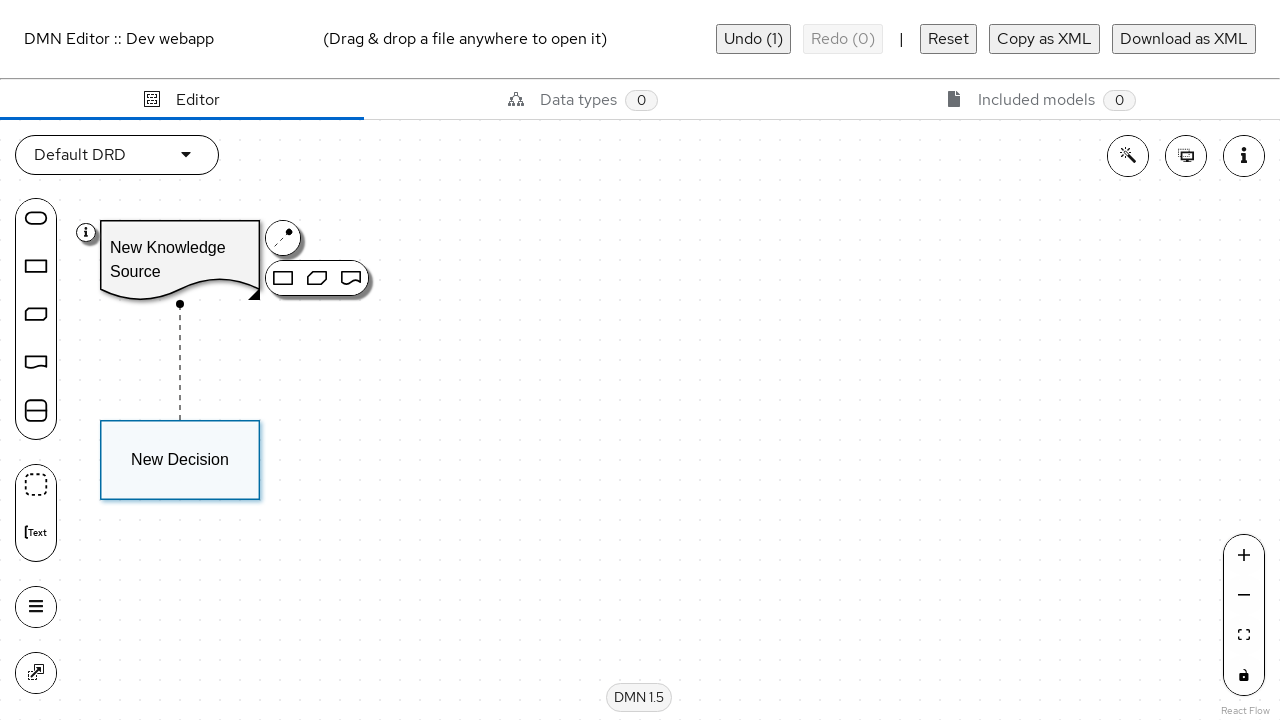 DMN Editor :: Dev webapp
(Drag & drop a file anywhere to open it)
Undo (1)
Redo (0)
|
Reset
Copy as XML
Download as XML
Editor
Data types
0
Included models
0
Default DRD
New Knowledge
Source
New Decision
Text
DMN 1.5
React Flow